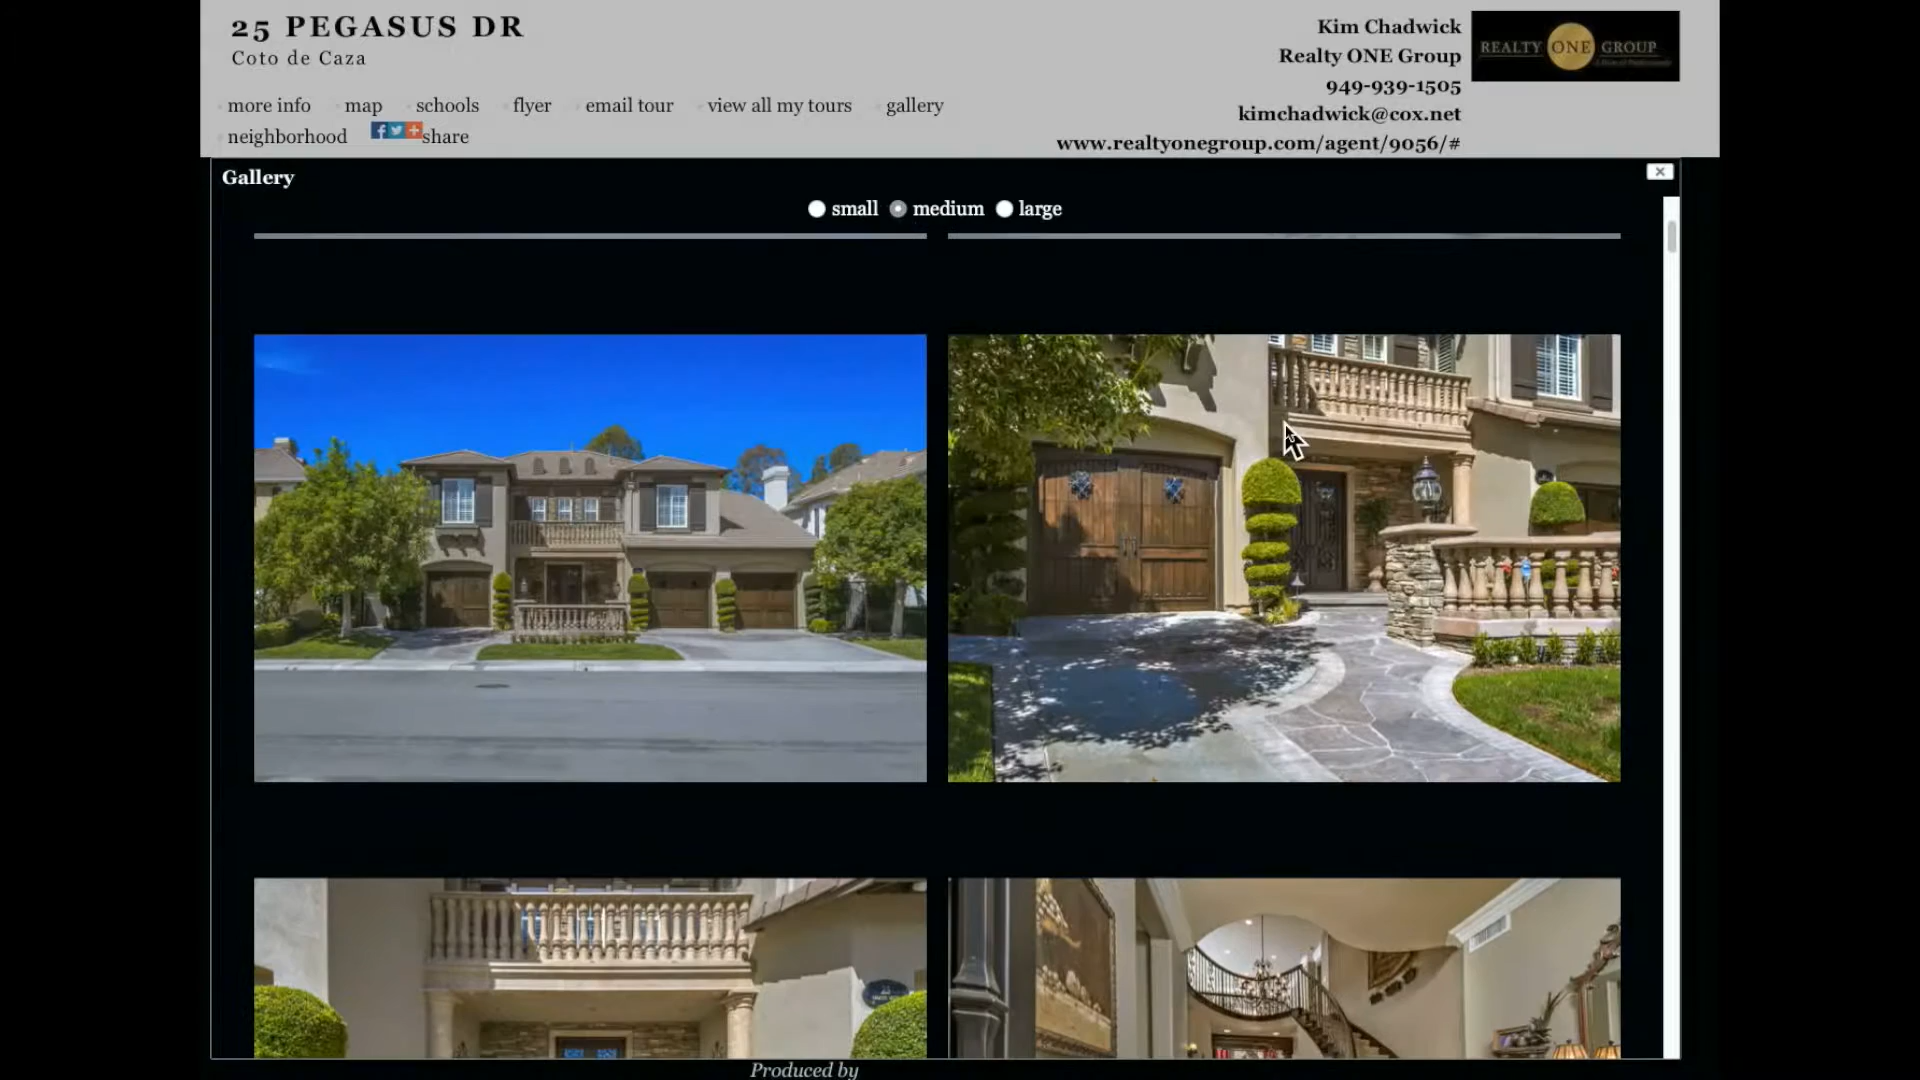 25 PEGASUS DR
Coto de Caza
more info map schools flyer email tour view all my tours gallery
neighborhood share
Kim Chadwick
Realty ONE Group
949-939-1505
kimchadwick@cox.net
www.realtyonegroup.com/agent/9056/#
REALTY ONE GROUP
Gallery
small medium large
Produced by